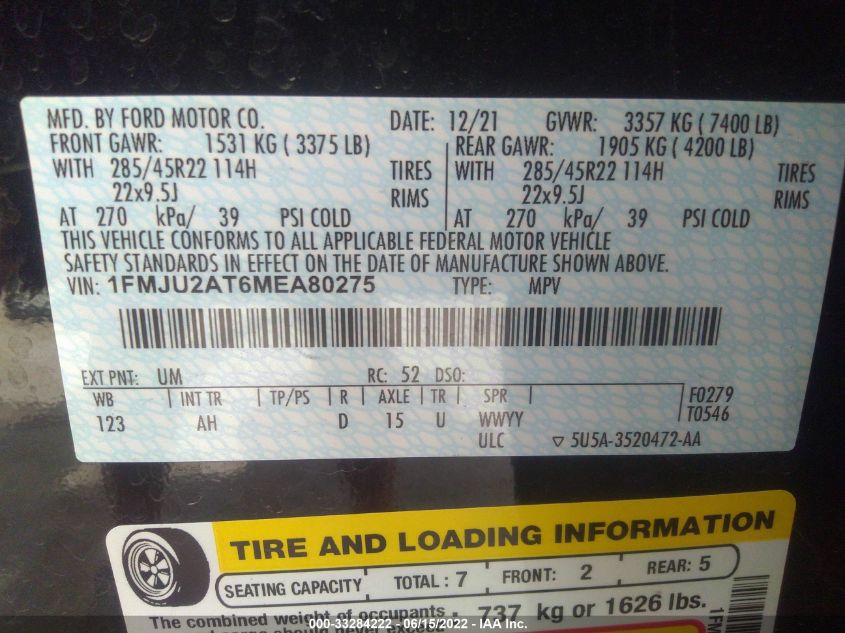 MFD. BY FORD MOTOR CO. DATE: 12/21 GVWR: 3357 KG ( 7400 LB)
FRONT GAWR: 1531 KG ( 3375 LB) REAR GAWR: 1905 KG ( 4200 LB)
WITH 285/45R22 114H TIRES WITH 285/45R22 114H TIRES
22x9.5J RIMS 22x9.5J RIMS
AT 270 kPa/ 39 PSI COLD AT 270 kPa/ 39 PSI COLD
THIS VEHICLE CONFORMS TO ALL APPLICABLE FEDERAL MOTOR VEHICLE
SAFETY STANDARDS IN EFFECT ON THE DATE OF MANUFACTURE SHOWN ABOVE.
VIN: 1FMJU2AT6MEA80275 TYPE: MPV
EXT PNT: UM RC: 52 DSO:
WB INT TR TP/PS R AXLE TR SPR F0279
123 AH D 15 U WWYY T0546
ULC ▽ 5U5A-3520472-AA
TIRE AND LOADING INFORMATION
SEATING CAPACITY TOTAL : 7 FRONT: 2 REAR: 5
The combined weight of occupants 737 kg or 1626 lbs.
and cargo should never exceed
1FM
000-33284222 - 06/15/2022 - IAA Inc.